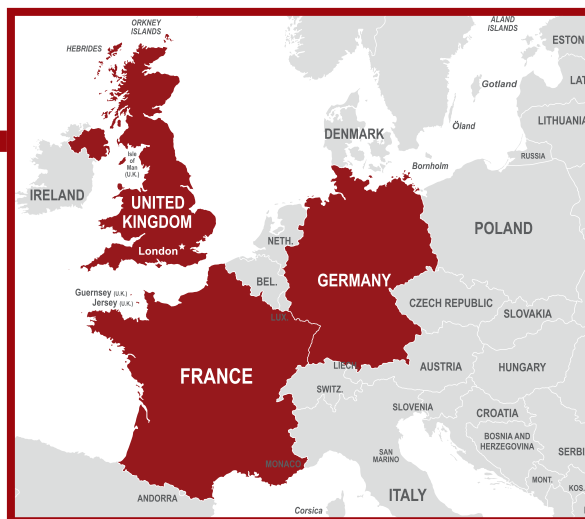 ORKNEY
ISLANDS
ALAND
ISLANDS
HEBRIDES
ESTON
Gotland
LAT
Öland
LITHUANIA
DENMARK
RUSSIA
Isle
of
Man
(U.K.)
Bornholm
IRELAND
UNITED
KINGDOM
POLAND
NETH.
London*
BEL.
GERMANY
Guernsey (U.K.)
Jersey (U.K.)
CZECH REPUBLIC
SLOVAKIA
LUX.
LIECH.
AUSTRIA
HUNGARY
FRANCE
SWITZ.
SLOVENIA
CROATIA
BOSNIA AND
HERZEGOVINA
SAN
MARINO
SERBI
MONACO
MONT.
KOS.
ANDORRA
ITALY
Corsica